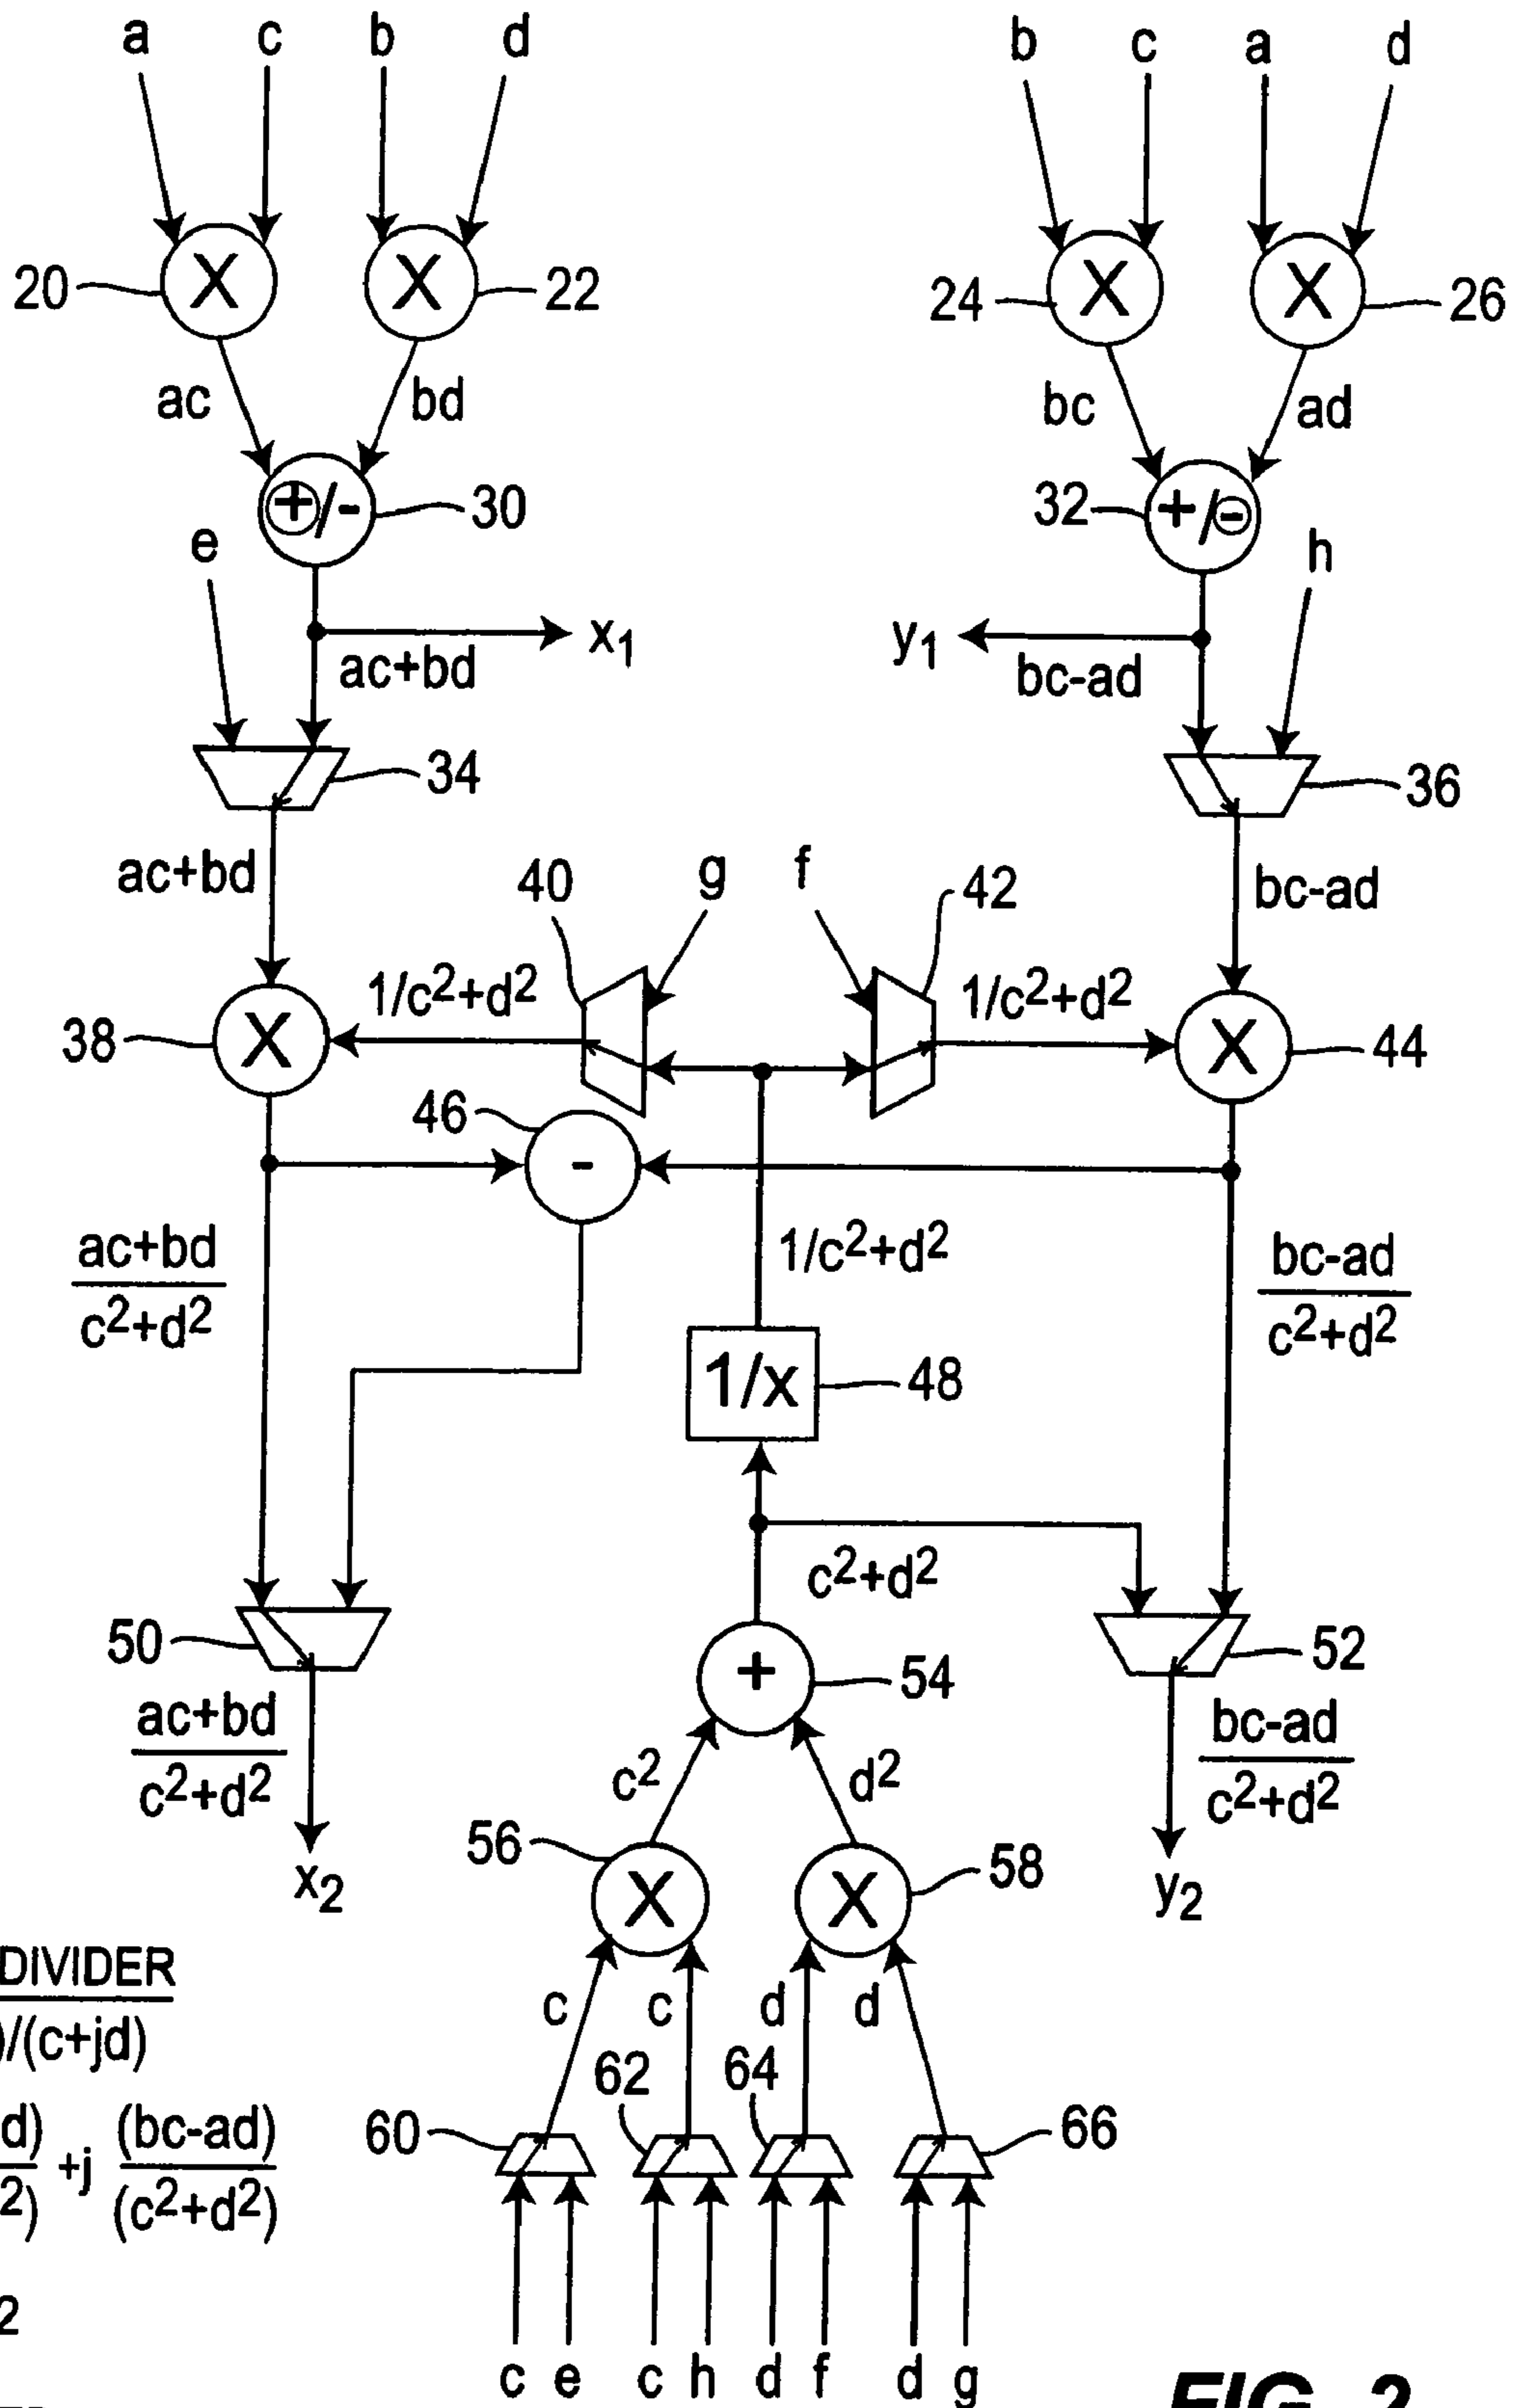 a c b d b c a d
X X X X
20 22 24 26
ac bd bc ad
+/- 30 32 +/-
e h
x1 y1
ac+bd bc-ad
34 36
ac+bd bc-ad
40 g f 42
1/c2+d2 1/c2+d2
38 X X 44
46 -
ac+bd 1/c2+d2 bc-ad
c2+d2 c2+d2
1/x 48
c2+d2
50 + 54 52
ac+bd bc-ad
c2+d2 c2 d2 c2+d2
56 X X 58
x2 y2
DIVIDER
)/(c+jd)
c c d d
62 64
60 66
d) +j (bc-ad)
2) (c2+d2)
2
c e c h d f d g
FIG. 2